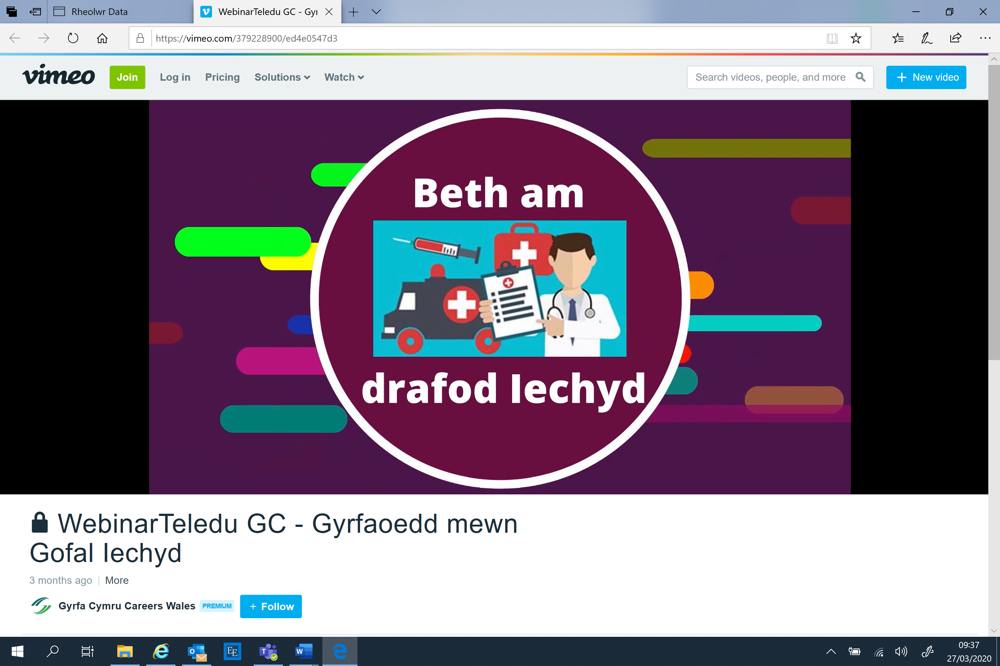 Rheolwr Data
WebinarTeledu GC - Gyr
https://vimeo.com/379228900/ed4e0547d3
vimeo
Join
Log in
Pricing
Solutions
Watch
Search videos, people, and more
+ New video
Beth am
drafod Iechyd
WebinarTeledu GC - Gyrfaoedd mewn
Gofal Iechyd
3 months ago | More
Gyrfa Cymru Careers Wales PREMIUM + Follow
09:37
27/03/2020